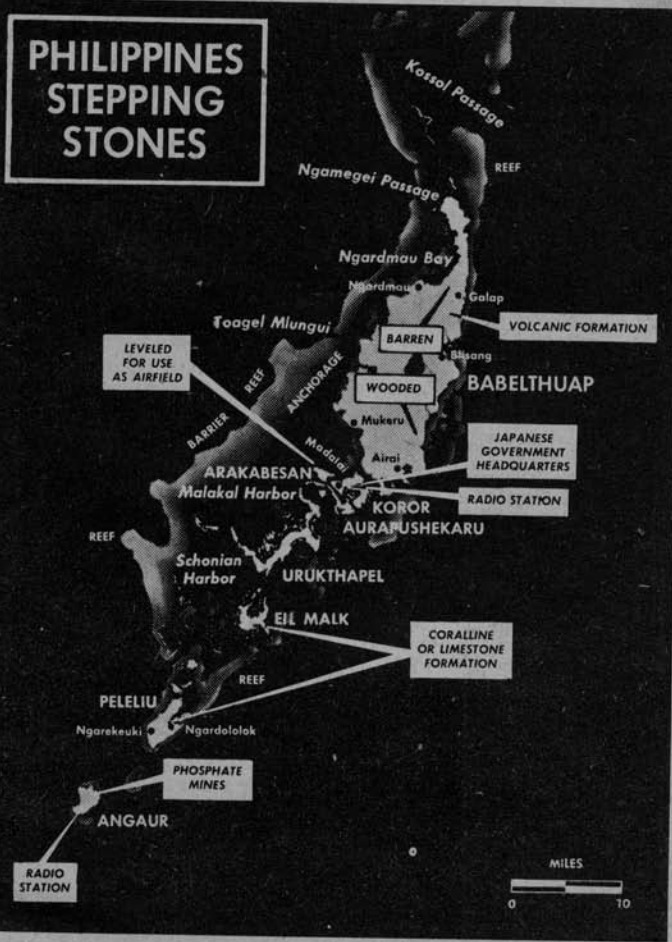 PHILIPPINES
STEPPING
STONES
Kossol Passage
Ngamegei Passage
REEF
Ngardmau Bay
Ngardmau
Galap
VOLCANIC FORMATION
Toagel Mlungui
BARREN
Blisang
LEVELED
FOR USE
AS AIRFIELD
BARRIER REEF
ANCHORAGE
WOODED
BABELTHUAP
Mukeru
JAPANESE
GOVERNMENT
HEADQUARTERS
Madalai
Airai
ARAKABESAN
Malakal Harbor
RADIO STATION
KOROR
AURAPUSHEKARU
REEF
Schonian
Harbor
URUKTHAPEL
EIL MALK
CORALLINE
OR LIMESTONE
FORMATION
REEF
PELELIU
Ngarekeuki
Ngardololok
PHOSPHATE
MINES
ANGAUR
RADIO
STATION
MILES
0 10